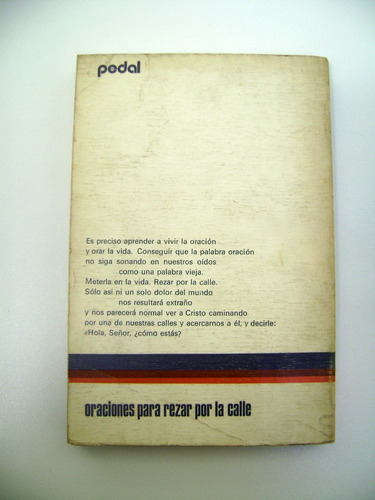 pedal
Es preciso aprender a vivir la oración
y orar la vida. Conseguir que la palabra oración
no siga sonando en nuestros oídos
como una palabra vieja.
Meterla en la vida. Rezar por la calle.
Sólo así ni un solo dolor del mundo
nos resultará extraño
y nos parecerá normal ver a Cristo caminando
por una de nuestras calles y acercarnos a él, y decirle:
«Hola, Señor, ¿cómo estás?
oraciones para rezar por la calle